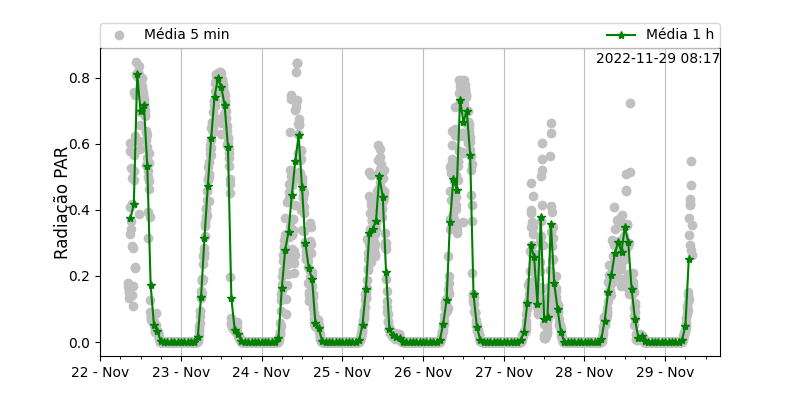 Média 5 min
Média 1 h
2022-11-29 08:17
Radiação PAR
0.8
0.6
0.4
0.2
0.0
22 - Nov
23 - Nov
24 - Nov
25 - Nov
26 - Nov
27 - Nov
28 - Nov
29 - Nov